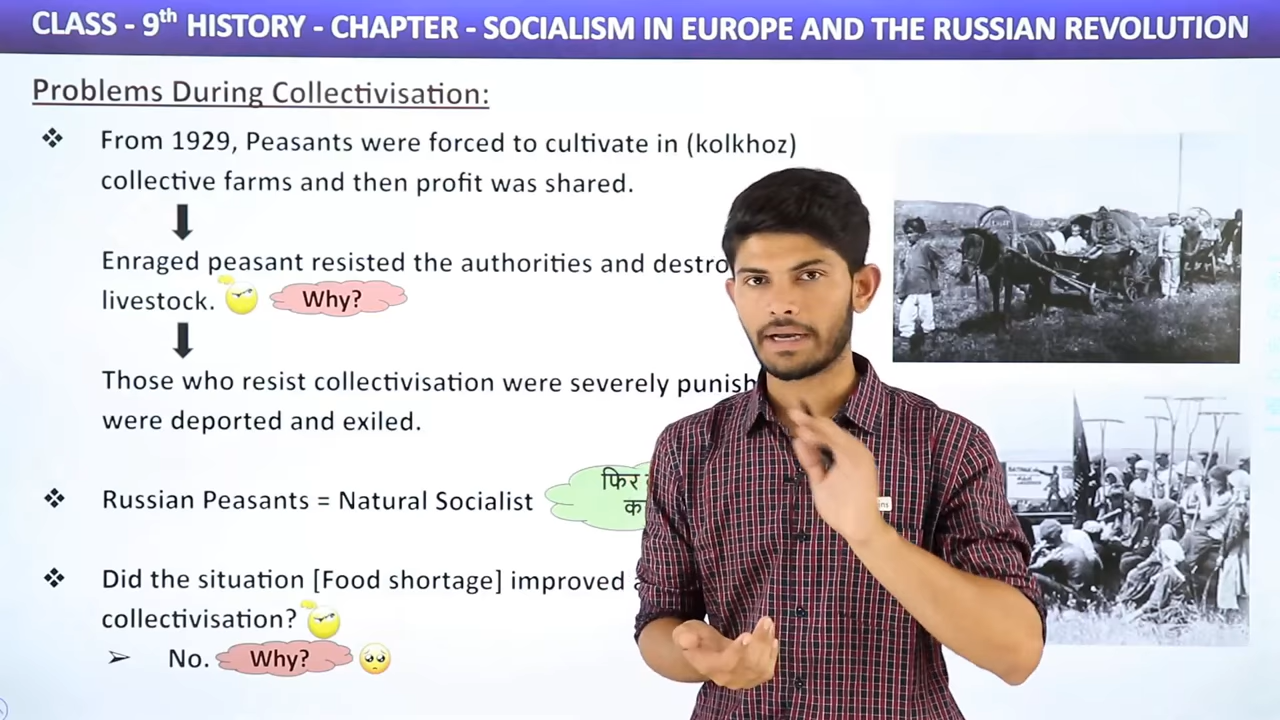 CLASS - 9th HISTORY - CHAPTER - SOCIALISM IN EUROPE AND THE RUSSIAN REVOLUTION
Problems During Collectivisation:
❖ From 1929, Peasants were forced to cultivate in (kolkhoz)
collective farms and then profit was shared.
Enraged peasant resisted the authorities and destro
livestock. Why?
Those who resist collectivisation were severely punish
were deported and exiled.
❖ Russian Peasants = Natural Socialist
फिर
❖ Did the situation [Food shortage] improved
collectivisation?
➢ No. Why?